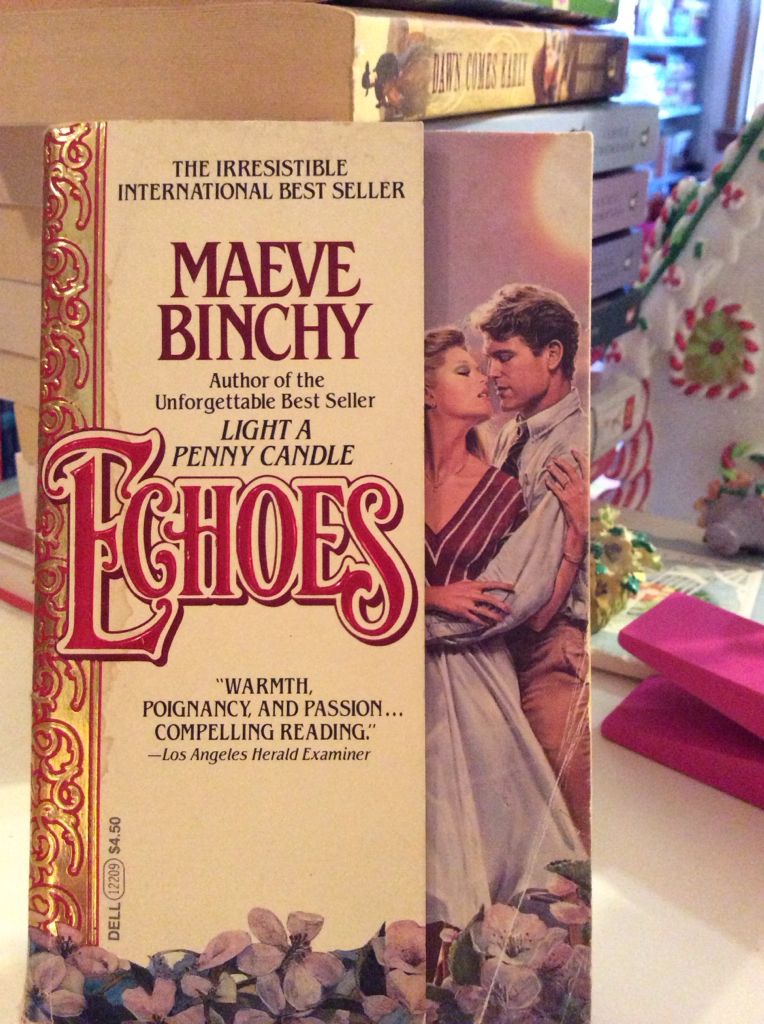 DAWN COMES EARLY
THE IRRESISTIBLE
INTERNATIONAL BEST SELLER
MAEVE
BINCHY
Author of the
Unforgettable Best Seller
LIGHT A
PENNY CANDLE
ECHOES
"WARMTH,
POIGNANCY, AND PASSION...
COMPELLING READING."
—Los Angeles Herald Examiner
DELL 12209 $4.50